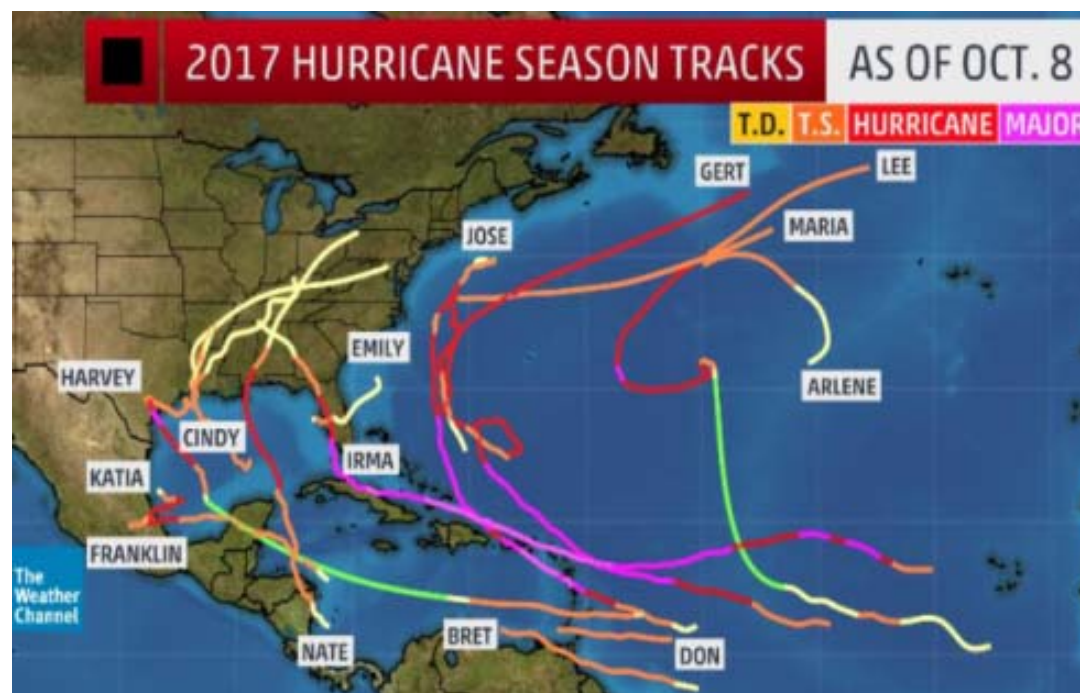 2017 HURRICANE SEASON TRACKS AS OF OCT. 8
T.D. T.S. HURRICANE MAJOR
GERT
LEE
MARIA
JOSE
EMILY
HARVEY
ARLENE
CINDY
IRMA
KATIA
FRANKLIN
The
Weather
Channel
NATE
BRET
DON